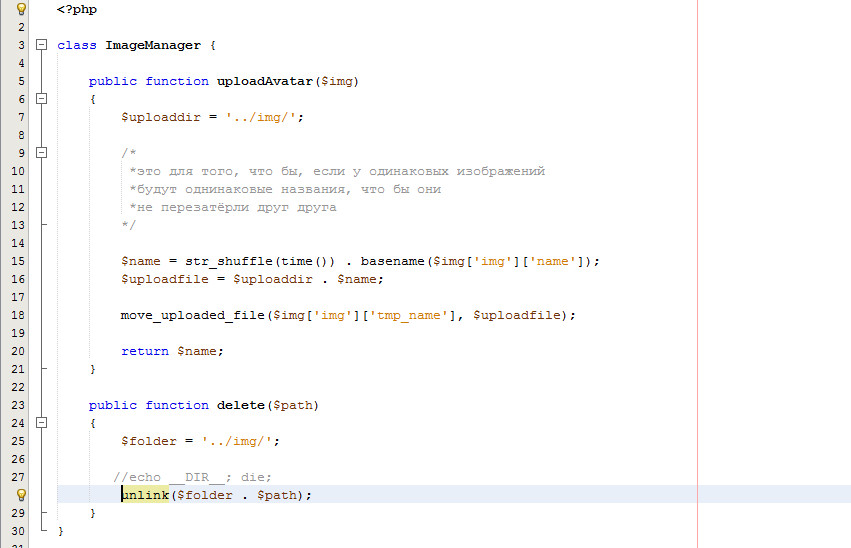 <?php
2
3 class ImageManager {
4
5 public function uploadAvatar($img)
6 {
7 $uploaddir = '../img/';
8
9 /*
10 *это для того, что бы, если у одинаковых изображений
11 *будут однинаковые названия, что бы они
12 *не перезатёрли друг друга
13 */
14
15 $name = str_shuffle(time()) . basename($img['img']['name']);
16 $uploadfile = $uploaddir . $name;
17
18 move_uploaded_file($img['img']['tmp_name'], $uploadfile);
19
20 return $name;
21 }
22
23 public function delete($path)
24 {
25 $folder = '../img/';
26
27 //echo __DIR__; die;
unlink($folder . $path);
29 }
30 }
31